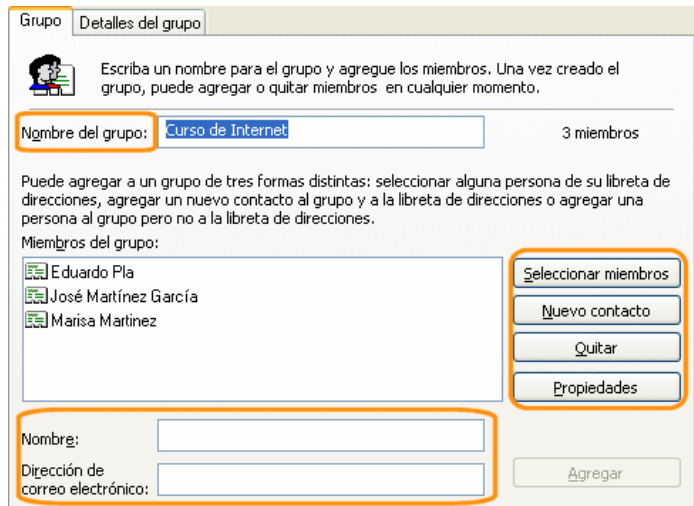 Grupo Detalles del grupo
Escriba un nombre para el grupo y agregue los miembros. Una vez creado el
grupo, puede agregar o quitar miembros en cualquier momento.
Nombre del grupo: Curso de Internet 3 miembros
Puede agregar a un grupo de tres formas distintas: seleccionar alguna persona de su libreta de
direcciones, agregar un nuevo contacto al grupo y a la libreta de direcciones o agregar una
persona al grupo pero no a la libreta de direcciones.
Miembros del grupo:
Eduardo Pla
José Martínez García
Marisa Martinez
Seleccionar miembros
Nuevo contacto
Quitar
Propiedades
Nombre:
Dirección de
correo electrónico:
Agregar